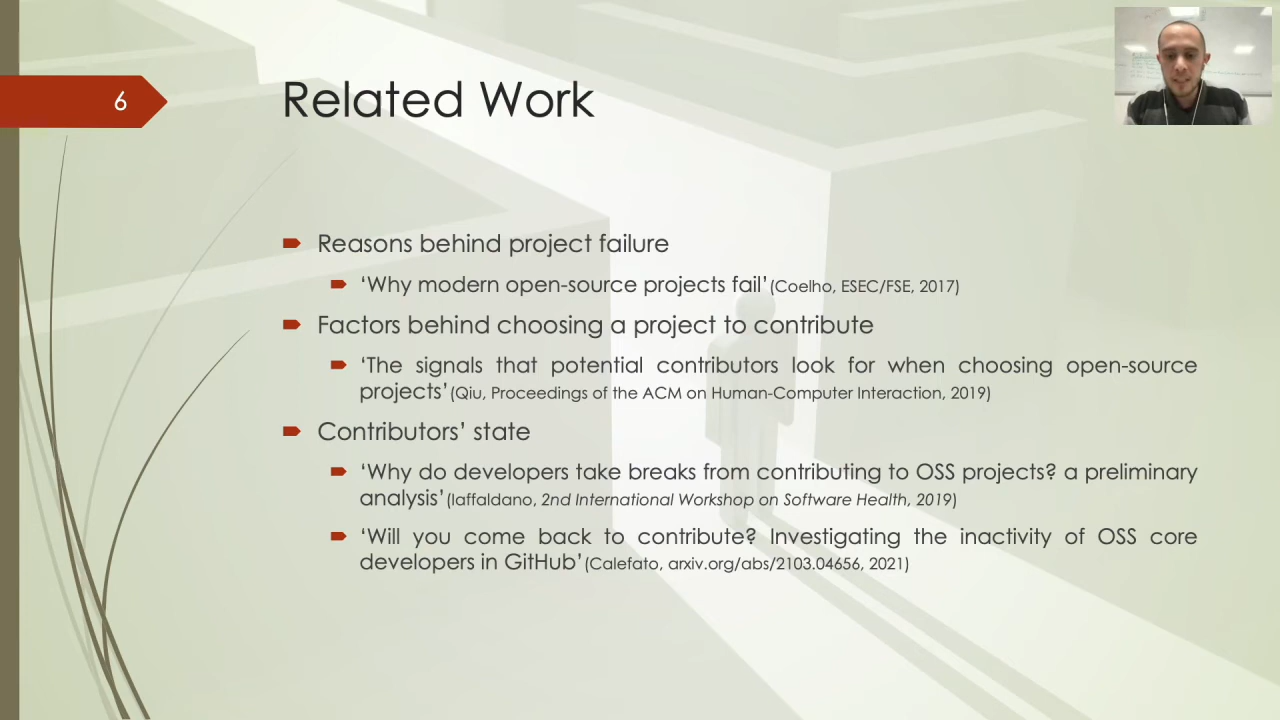 6
Related Work
Reasons behind project failure
‘Why modern open-source projects fail’(Coelho, ESEC/FSE, 2017)
Factors behind choosing a project to contribute
‘The signals that potential contributors look for when choosing open-source
projects’(Qiu, Proceedings of the ACM on Human-Computer Interaction, 2019)
Contributors’ state
‘Why do developers take breaks from contributing to OSS projects? a preliminary
analysis’(Iaffaldano, 2nd International Workshop on Software Health, 2019)
‘Will you come back to contribute? Investigating the inactivity of OSS core
developers in GitHub’(Calefato, arxiv.org/abs/2103.04656, 2021)